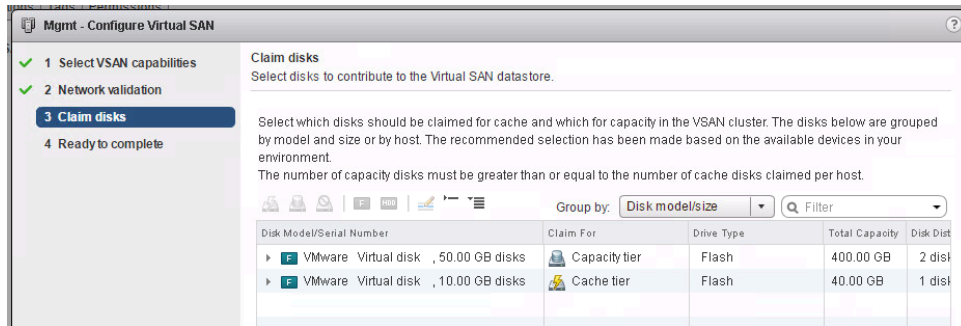 Mgmt - Configure Virtual SAN
1 Select VSAN capabilities
2 Network validation
3 Claim disks
4 Ready to complete
Claim disks
Select disks to contribute to the Virtual SAN datastore.
Select which disks should be claimed for cache and which for capacity in the VSAN cluster. The disks below are grouped
by model and size or by host. The recommended selection has been made based on the available devices in your
environment.
The number of capacity disks must be greater than or equal to the number of cache disks claimed per host.
F HDD Group by: Disk model/size Filter
Disk Model/Serial Number Claim For Drive Type Total Capacity Disk Dist
F VMware Virtual disk , 50.00 GB disks Capacity tier Flash 400.00 GB 2 disl
F VMware Virtual disk , 10.00 GB disks Cache tier Flash 40.00 GB 1 disl